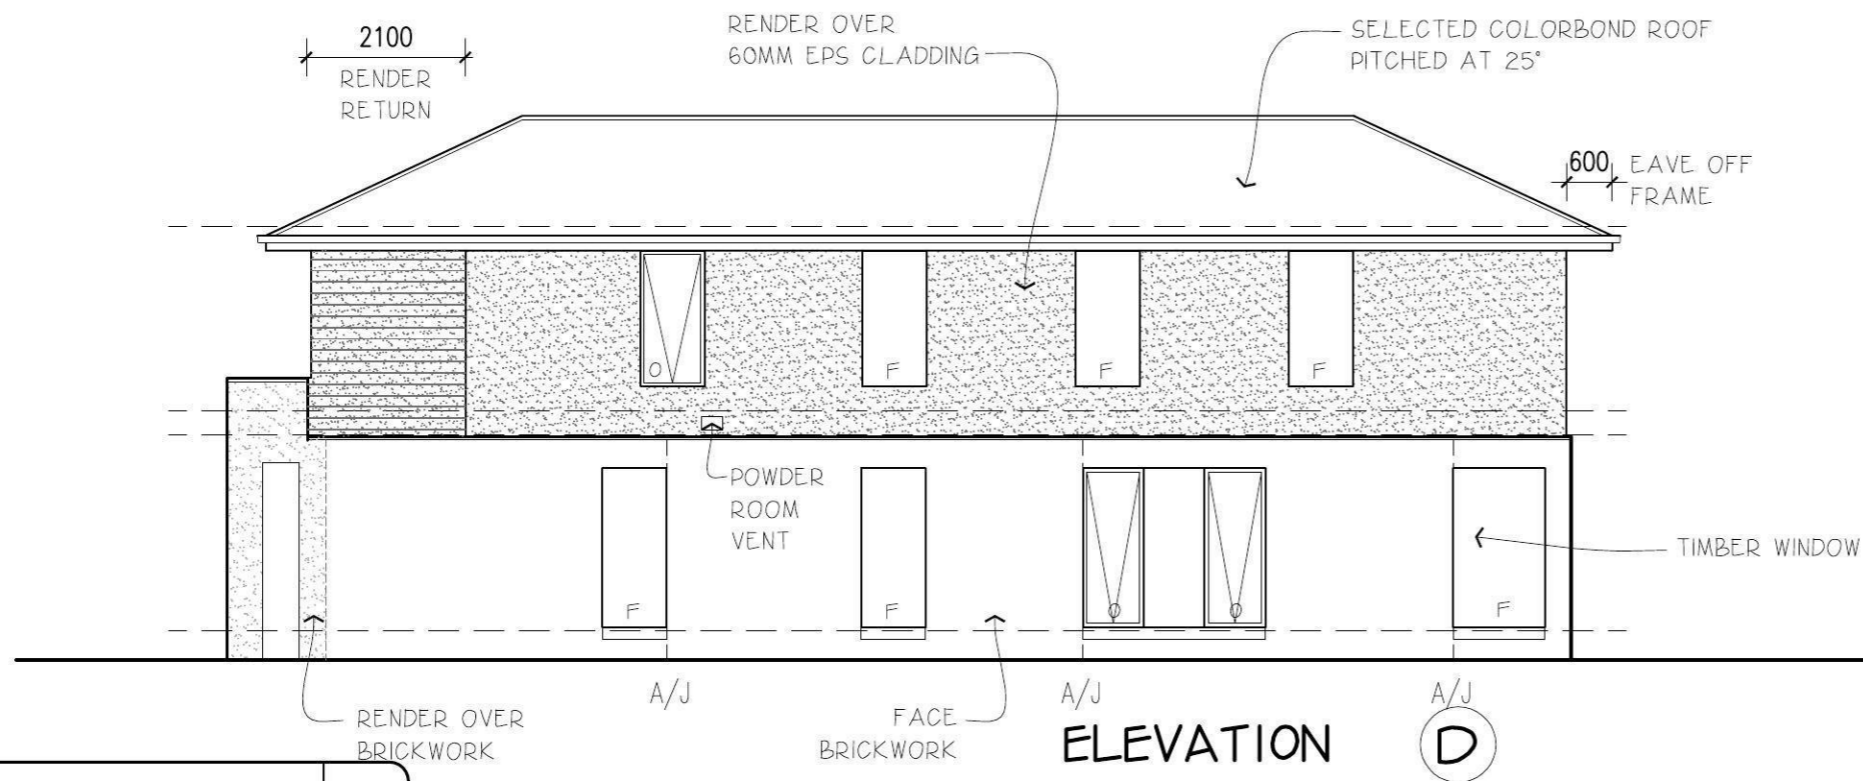 2100
RENDER
RETURN
RENDER OVER
60MM EPS CLADDING
SELECTED COLORBOND ROOF
PITCHED AT 25°
600 EAVE OFF
FRAME
O
F
F
F
POWDER
ROOM
VENT
F
F
O
O
F
TIMBER WINDOW
A/J
A/J
A/J
RENDER OVER
BRICKWORK
FACE
BRICKWORK
ELEVATION D